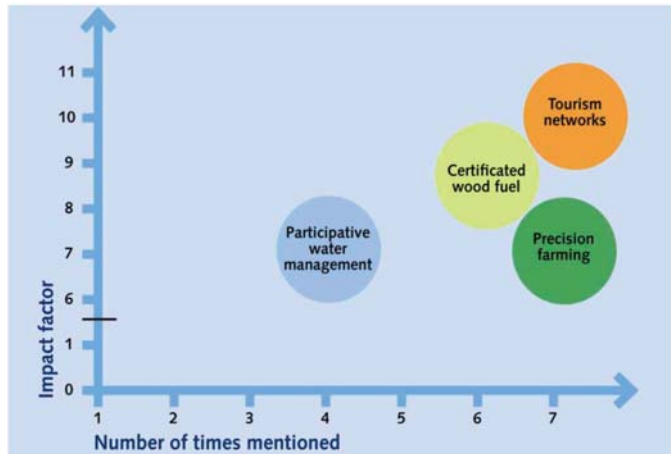 11
10
9
8
7
6
1
0
Impact factor
Tourism
networks
Certificated
wood fuel
Participative
water
management
Precision
farming
1 2 3 4 5 6 7
Number of times mentioned